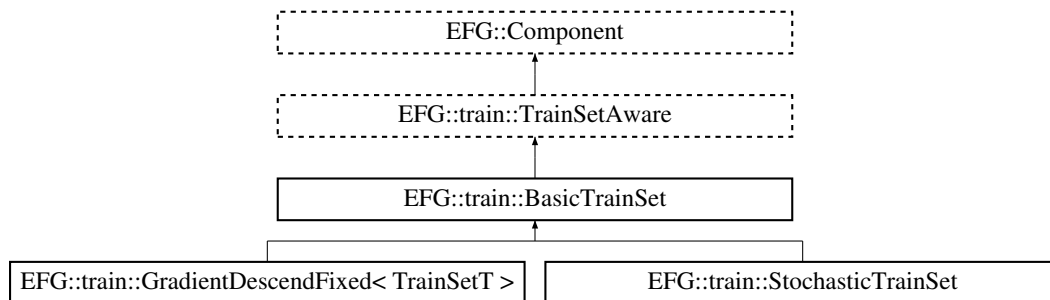 EFG::Component
EFG::train::TrainSetAware
EFG::train::BasicTrainSet
EFG::train::GradientDescendFixed< TrainSetT >
EFG::train::StochasticTrainSet